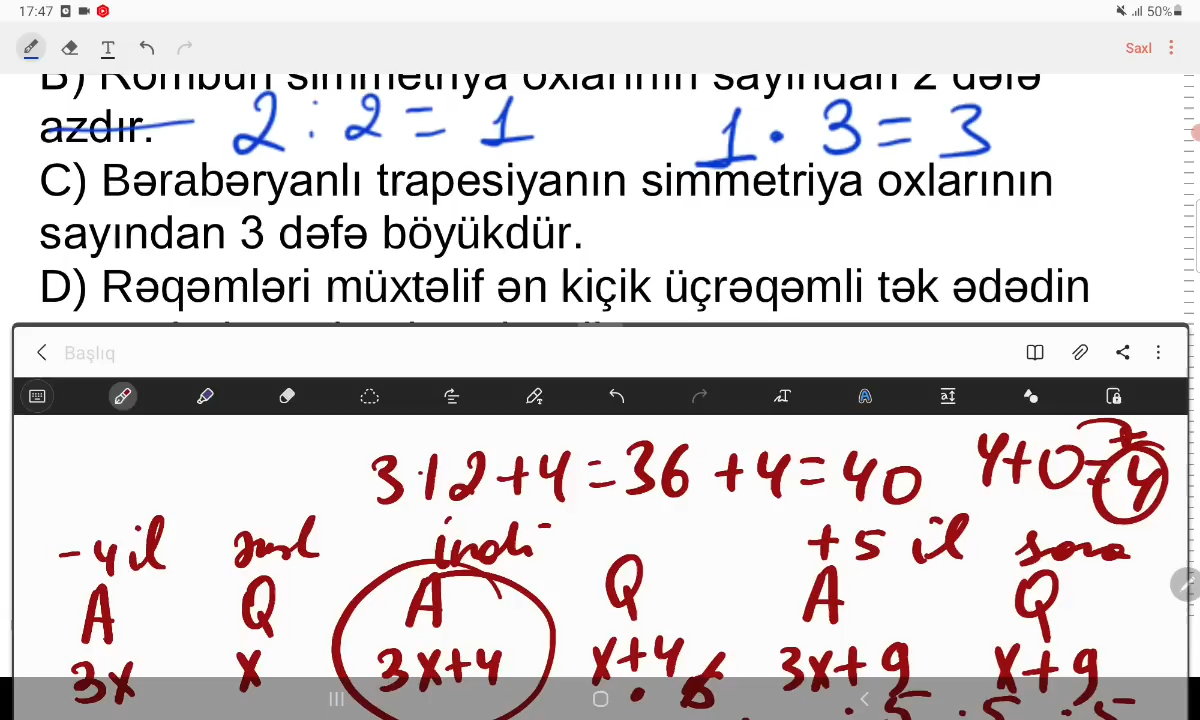 17:47 50%
Saxl
B) Rombun simmetriya oxlarının sayından 2 dəfə
azdır. 2 : 2 = 1 1 • 3 = 3
C) Bərabəryanlı trapesiyanın simmetriya oxlarının
sayından 3 dəfə böyükdür.
D) Rəqəmləri müxtəlif ən kiçik üçrəqəmli tək ədədin
Başlıq
3·12+4=36+4=40 4+0=4
-4 il əvvəl indi +5 il sonra
A Q A Q A Q
3x x 3x+4 x+4 3x+9 x+9